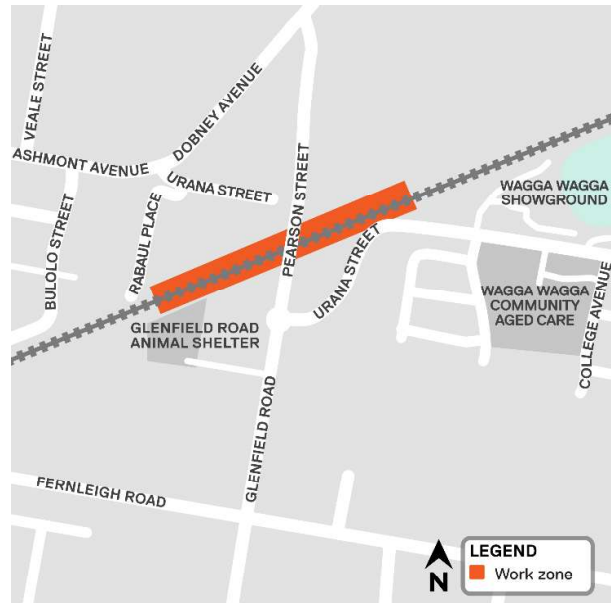 VEALE STREET
DOBNEY AVENUE
ASHMONT AVENUE
URANA STREET
PEARSON STREET
WAGGA WAGGA
SHOWGROUND
BULOLO STREET
RABAUL PLACE
URANA STREET
GLENFIELD ROAD
ANIMAL SHELTER
WAGGA WAGGA
COMMUNITY
AGED CARE
COLLEGE AVENUE
GLENFIELD ROAD
FERNLEIGH ROAD
N
LEGEND
Work zone